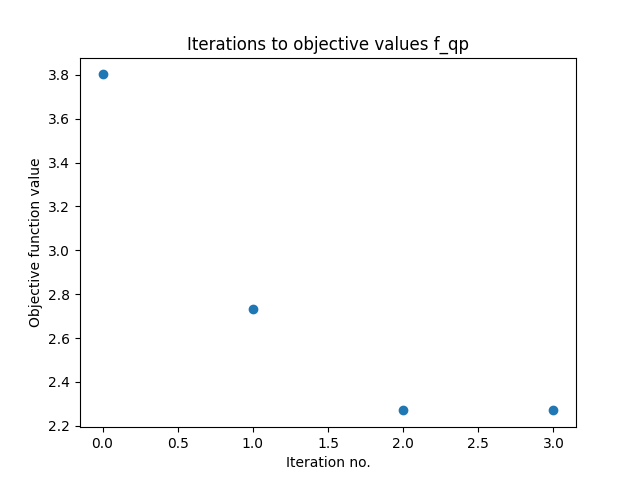 Iterations to objective values f_qp
Objective function value
3.8
3.6
3.4
3.2
3.0
2.8
2.6
2.4
2.2
0.0 0.5 1.0 1.5 2.0 2.5 3.0
Iteration no.